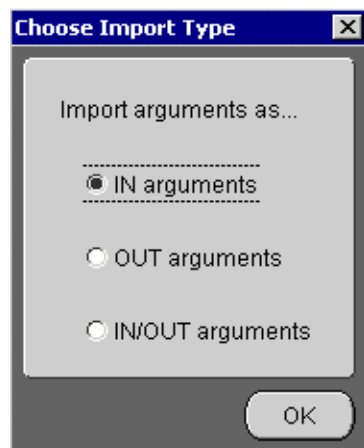 Choose Import Type
Import arguments as...
IN arguments
OUT arguments
IN/OUT arguments
OK